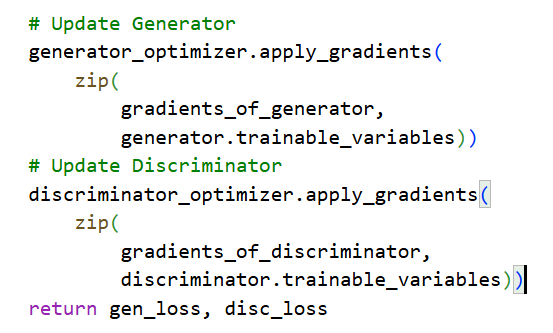 # Update Generator
generator_optimizer.apply_gradients(
zip(
gradients_of_generator,
generator.trainable_variables))
# Update Discriminator
discriminator_optimizer.apply_gradients(
zip(
gradients_of_discriminator,
discriminator.trainable_variables))
return gen_loss, disc_loss